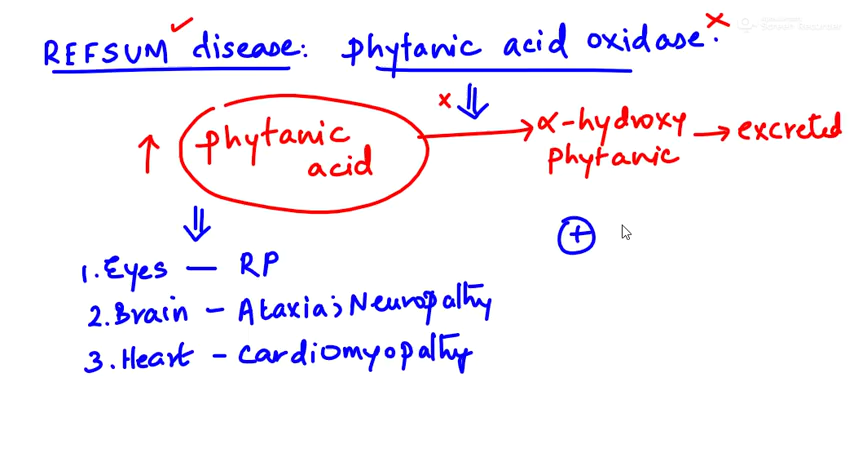 REFSUM disease: phytanic acid oxidase.
↑ phytanic acid → α-hydroxy phytanic → excreted
1. Eyes — RP
2. Brain - Ataxia; Neuropathy
3. Heart - Cardiomyopathy